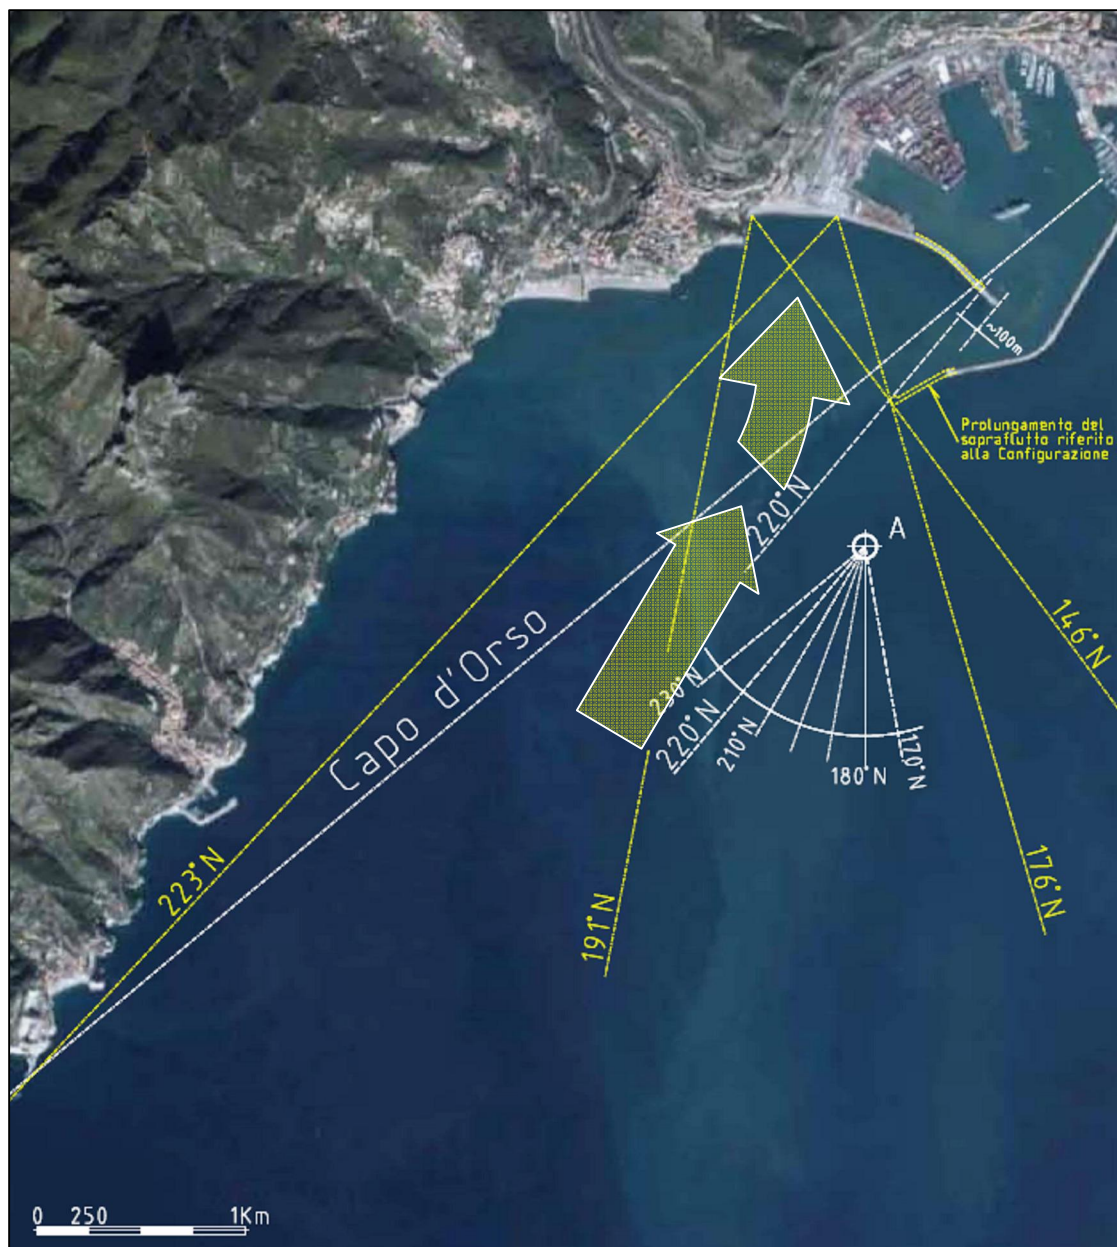 ~100m
Prolungamento del
sopraflutto riferito
alla Configurazione
220°N
A
146°N
Capo d'Orso
230°N
220°N
210°N
180°N
170°N
223°N
191°N
176°N
0 250 1Km